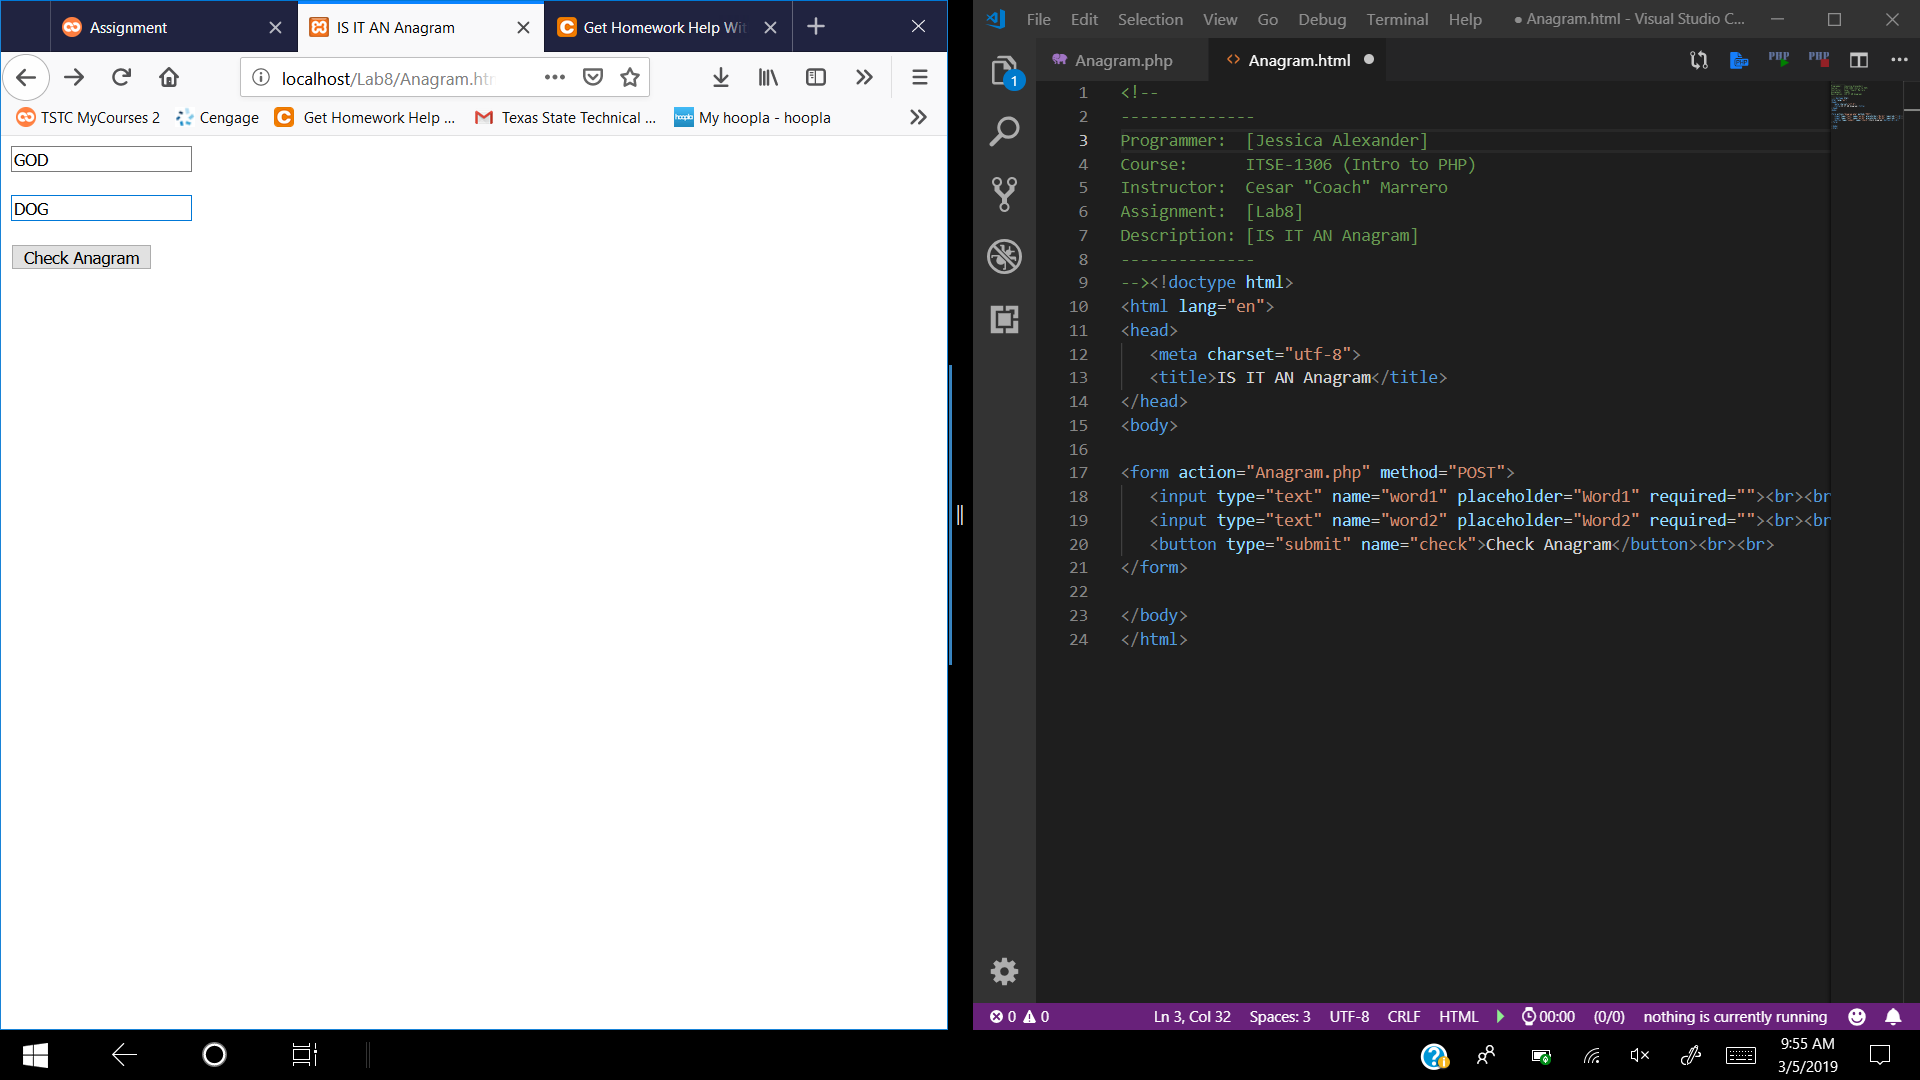 Assignment
IS IT AN Anagram
Get Homework Help Wit
localhost/Lab8/Anagram.htm
TSTC MyCourses 2
Cengage
Get Homework Help ...
Texas State Technical ...
hoopla
My hoopla - hoopla
GOD
DOG
Check Anagram
File Edit Selection View Go Debug Terminal Help
● Anagram.html - Visual Studio C...
Anagram.php
<> Anagram.html
PHP
PHP
1
1 <!--
2 --------------
3 Programmer: [Jessica Alexander]
4 Course: ITSE-1306 (Intro to PHP)
5 Instructor: Cesar "Coach" Marrero
6 Assignment: [Lab8]
7 Description: [IS IT AN Anagram]
8 --------------
9 --><!doctype html>
10 <html lang="en">
11 <head>
12 <meta charset="utf-8">
13 <title>IS IT AN Anagram</title>
14 </head>
15 <body>
16
17 <form action="Anagram.php" method="POST">
18 <input type="text" name="word1" placeholder="Word1" required=""><br><br
19 <input type="text" name="word2" placeholder="Word2" required=""><br><br
20 <button type="submit" name="check">Check Anagram</button><br><br>
21 </form>
22
23 </body>
24 </html>
0 0
Ln 3, Col 32 Spaces: 3 UTF-8 CRLF HTML 00:00 (0/0) nothing is currently running
9:55 AM
3/5/2019